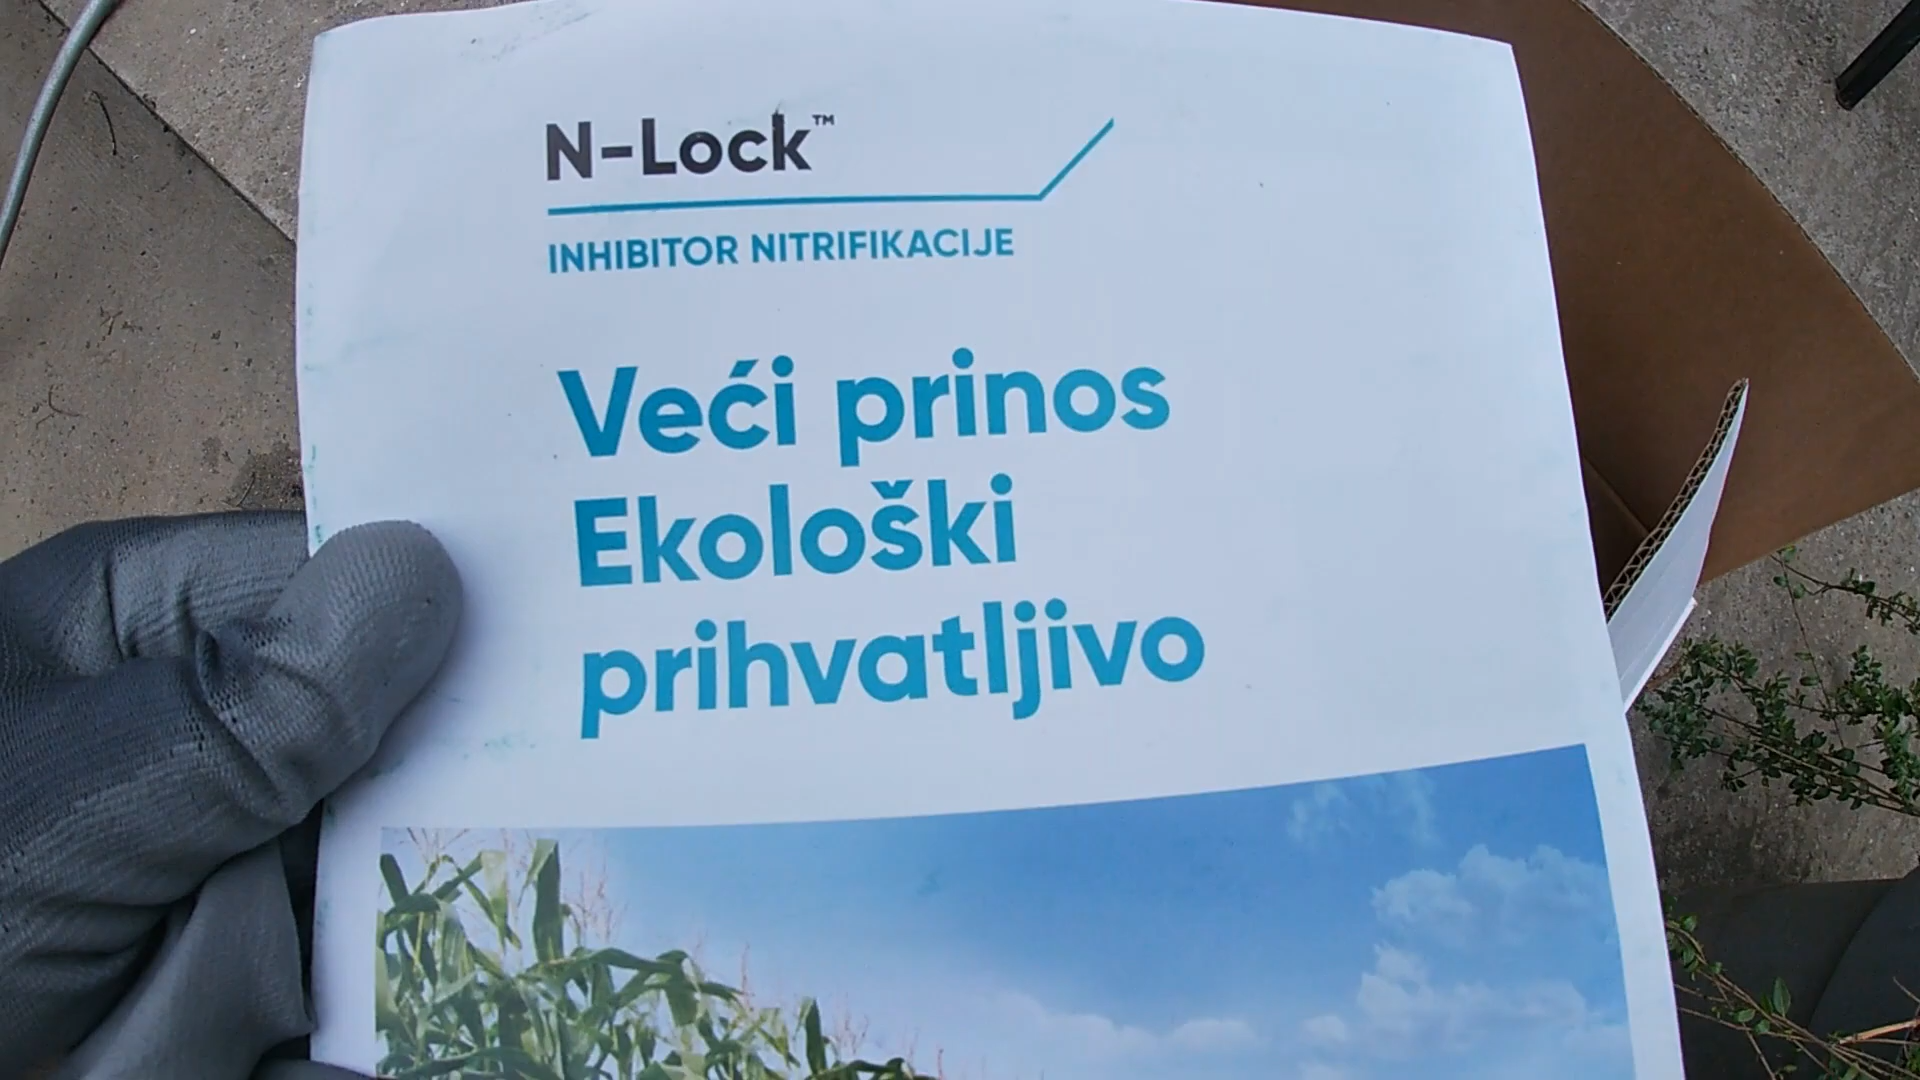 N-Lock™
INHIBITOR NITRIFIKACIJE
Veći prinos
Ekološki
prihvatljivo